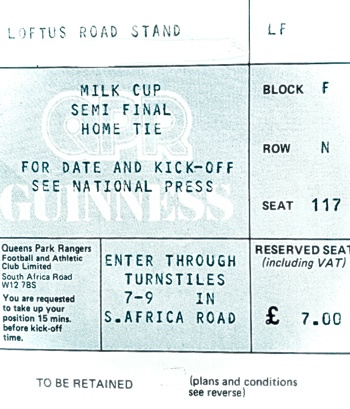 LOFTUS ROAD STAND
LF
MILK CUP
SEMI FINAL
HOME TIE
FOR DATE AND KICK-OFF
SEE NATIONAL PRESS
QPR
GUINNESS
BLOCK F
ROW N
SEAT 117
Queens Park Rangers
Football and Athletic
Club Limited
South Africa Road
W12 7BS
You are requested
to take up your
position 15 mins.
before kick-off
time.
ENTER THROUGH
TURNSTILES
7-9 IN
S.AFRICA ROAD
RESERVED SEAT
(including VAT)
£ 7.00
TO BE RETAINED
(plans and conditions
see reverse)